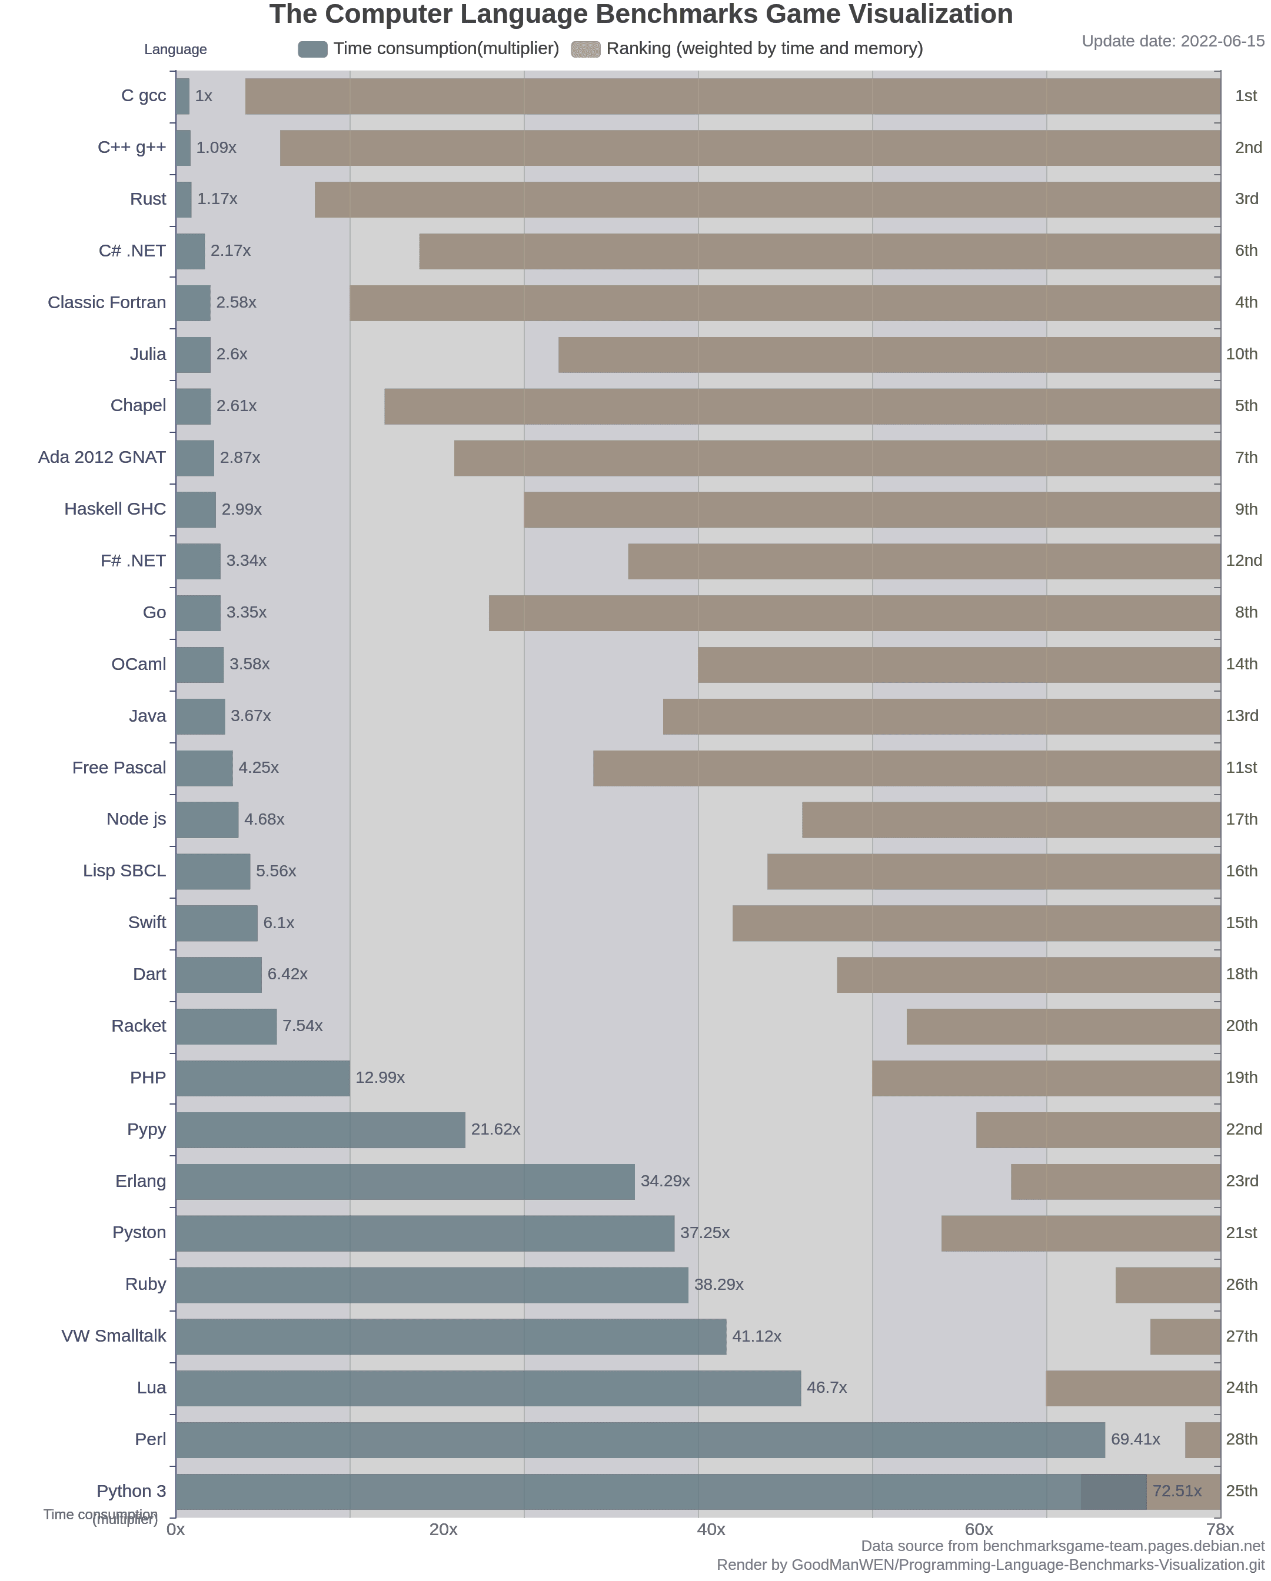 The Computer Language Benchmarks Game Visualization
Language
Time consumption(multiplier)
Ranking (weighted by time and memory)
Update date: 2022-06-15
C gcc 1x 1st
C++ g++ 1.09x 2nd
Rust 1.17x 3rd
C# .NET 2.17x 6th
Classic Fortran 2.58x 4th
Julia 2.6x 10th
Chapel 2.61x 5th
Ada 2012 GNAT 2.87x 7th
Haskell GHC 2.99x 9th
F# .NET 3.34x 12nd
Go 3.35x 8th
OCaml 3.58x 14th
Java 3.67x 13rd
Free Pascal 4.25x 11st
Node js 4.68x 17th
Lisp SBCL 5.56x 16th
Swift 6.1x 15th
Dart 6.42x 18th
Racket 7.54x 20th
PHP 12.99x 19th
Pypy 21.62x 22nd
Erlang 34.29x 23rd
Pyston 37.25x 21st
Ruby 38.29x 26th
VW Smalltalk 41.12x 27th
Lua 46.7x 24th
Perl 69.41x 28th
Python 3 72.51x 25th
Time consumption
(multiplier)
0x 20x 40x 60x 78x
Data source from benchmarksgame-team.pages.debian.net
Render by GoodManWEN/Programming-Language-Benchmarks-Visualization.git